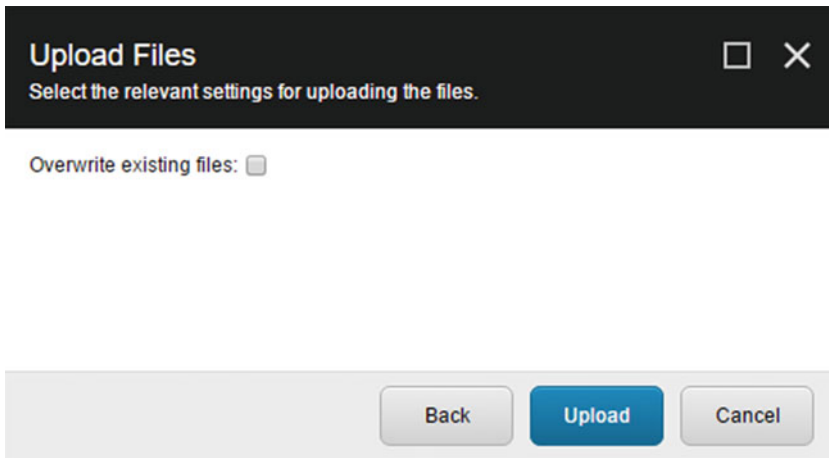 Upload Files
Select the relevant settings for uploading the files.
Overwrite existing files:
Back Upload Cancel